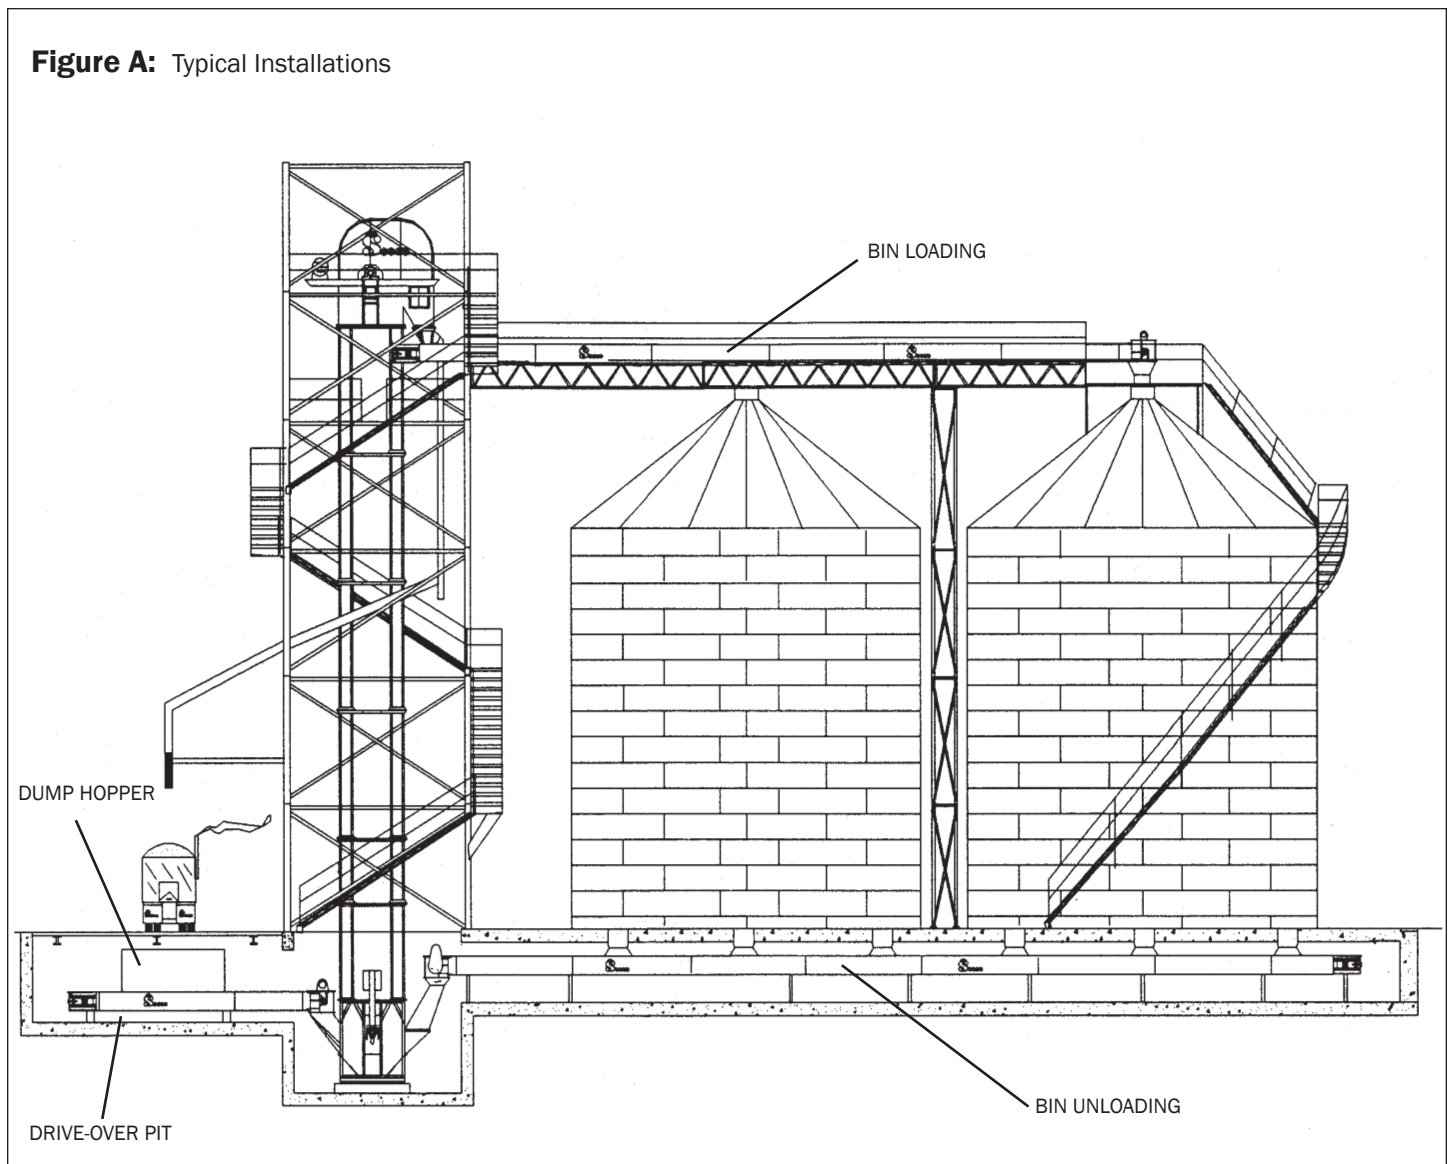 Figure A: Typical Installations
BIN LOADING
DUMP HOPPER
BIN UNLOADING
DRIVE-OVER PIT